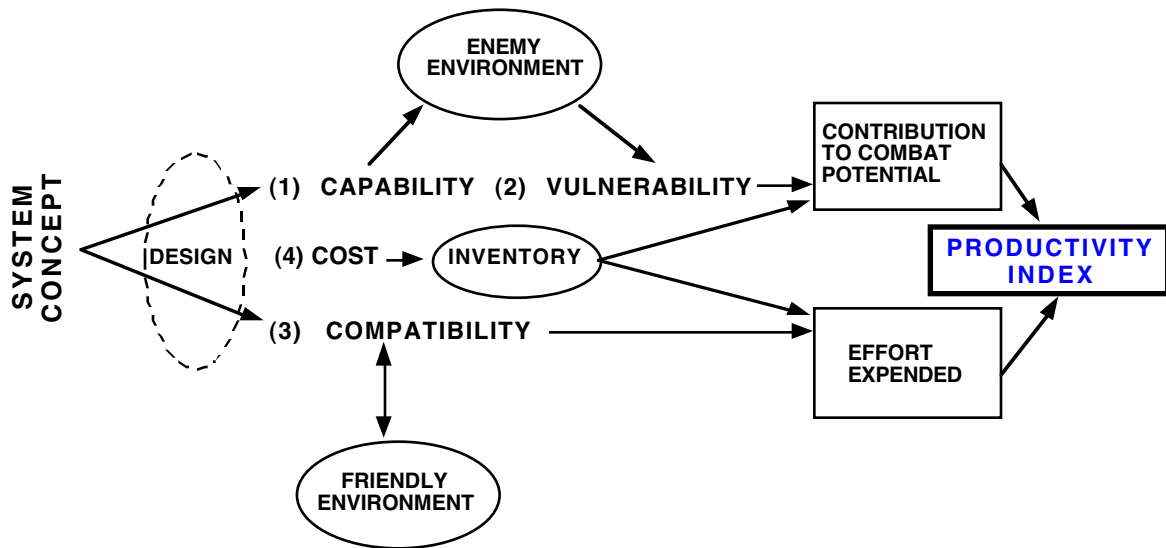 ENEMY
ENVIRONMENT
SYSTEM
CONCEPT
DESIGN
(1) CAPABILITY (2) VULNERABILITY
(4) COST
INVENTORY
(3) COMPATIBILITY
FRIENDLY
ENVIRONMENT
CONTRIBUTION
TO COMBAT
POTENTIAL
EFFORT
EXPENDED
PRODUCTIVITY
INDEX